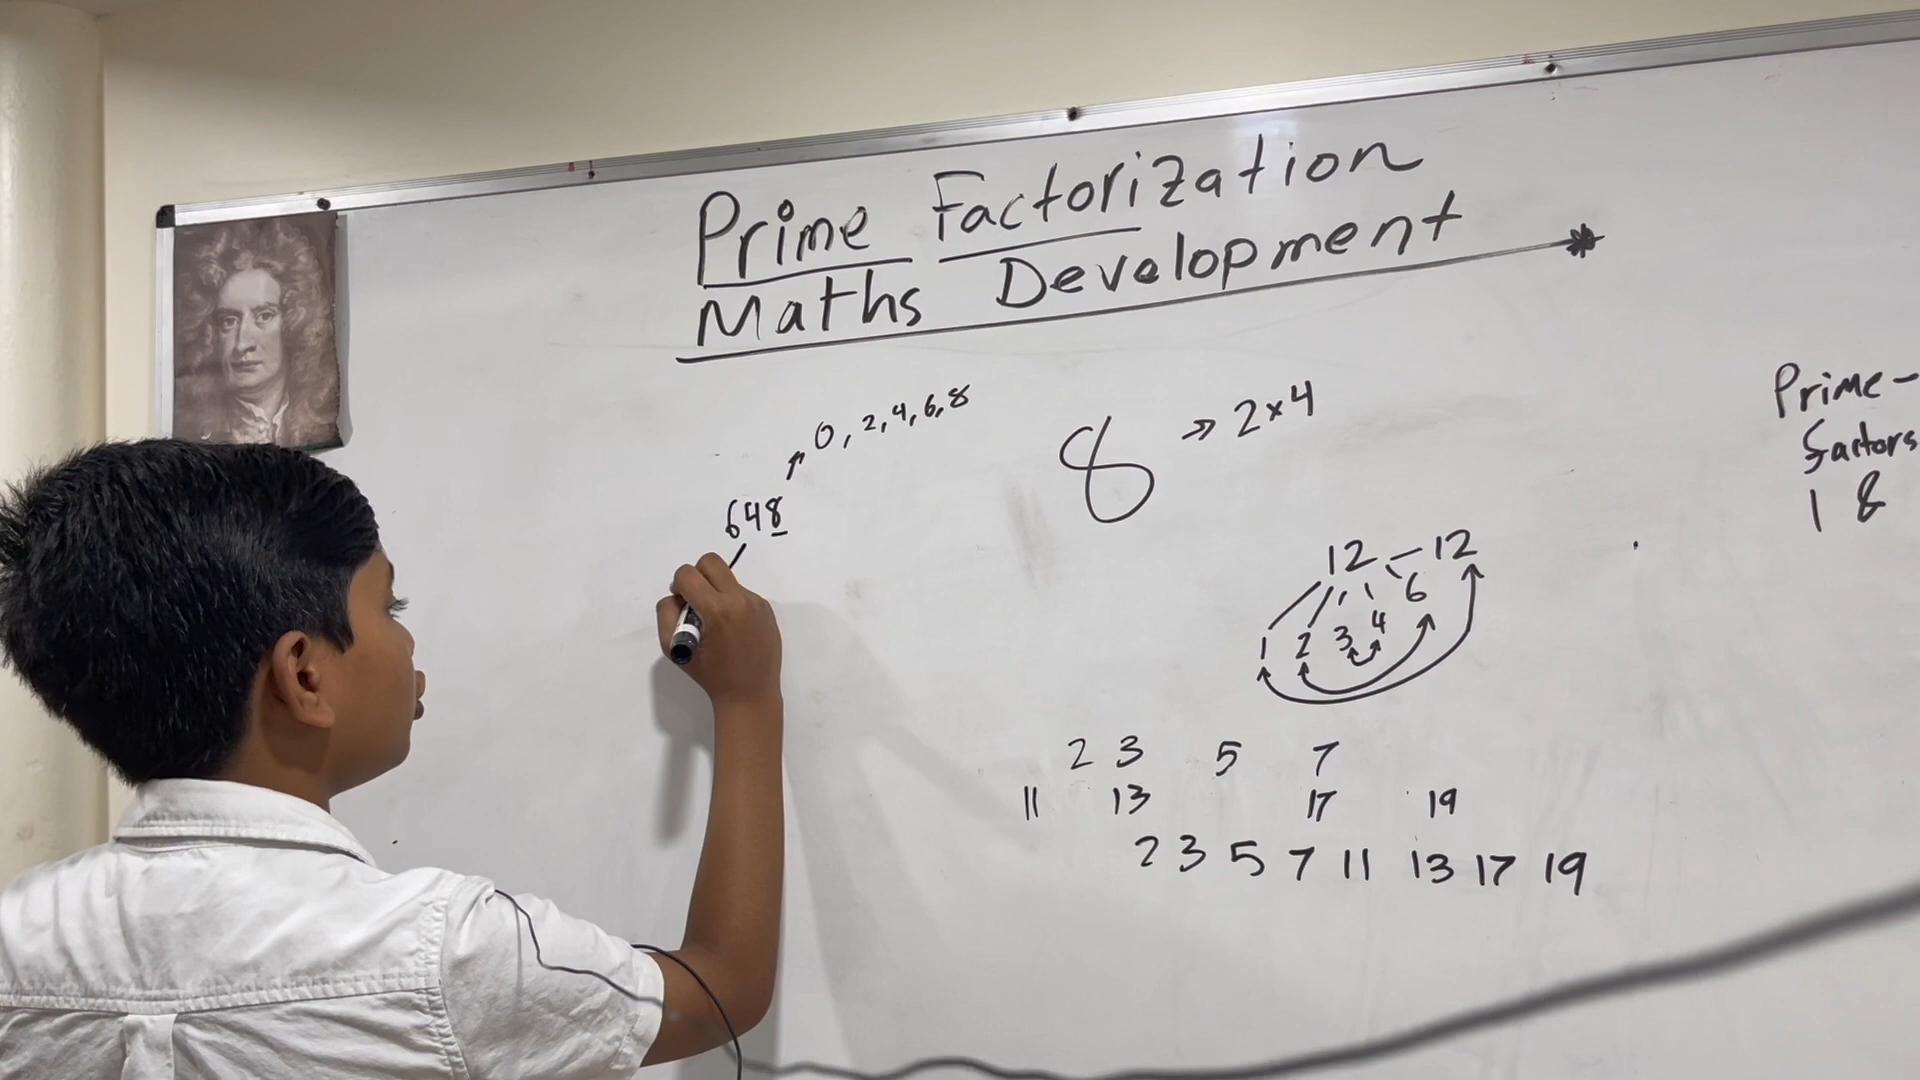 Prime Factorization
Maths Development
0, 2, 4, 6, 8
648
8 » 2×4
12 – 12
1 2 3 4 6
2 3 5 7
11 13 17 19
2 3 5 7 11 13 17 19
Prime –
factors
1 &